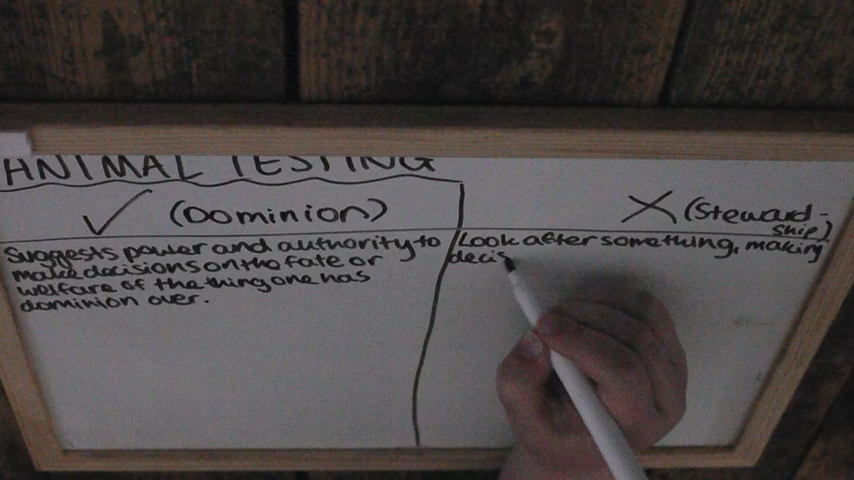 ANIMAL TESTING
✓ (Dominion)
Suggests power and authority to
make decisions on the fate or
welfare of the thing one has
dominion over.
X (Steward-
ship)
Look after something, making
decis